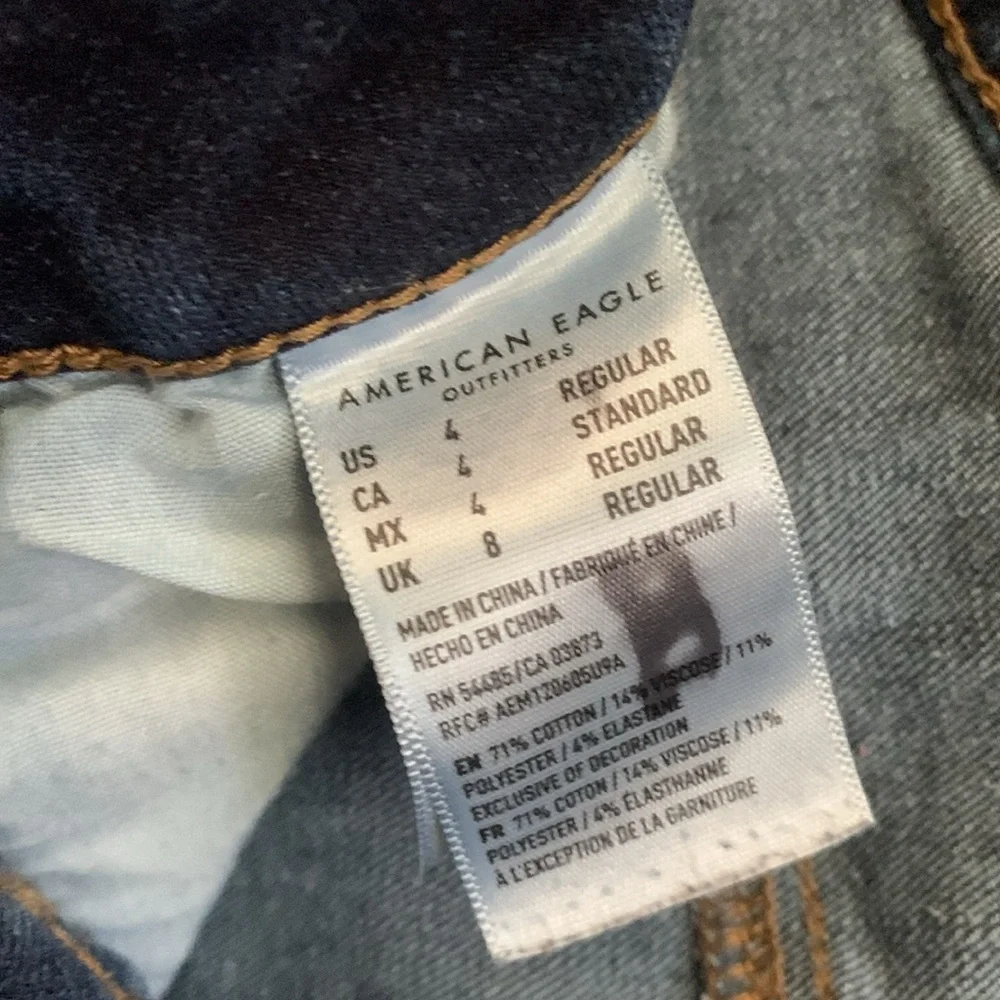 AMERICAN EAGLE
OUTFITTERS
US 4 REGULAR
CA 4 STANDARD
MX 4 REGULAR
UK 8 REGULAR
MADE IN CHINA / FABRIQUÉ EN CHINE /
HECHO EN CHINA
RN 54485/CA 03873
RFC# AEM120605U9A
EN 71% COTTON / 14% VISCOSE / 11%
POLYESTER / 4% ELASTANE
EXCLUSIVE OF DECORATION
FR 71% COTON / 14% VISCOSE / 11%
POLYESTER / 4% ÉLASTHANNE
À L'EXCEPTION DE LA GARNITURE